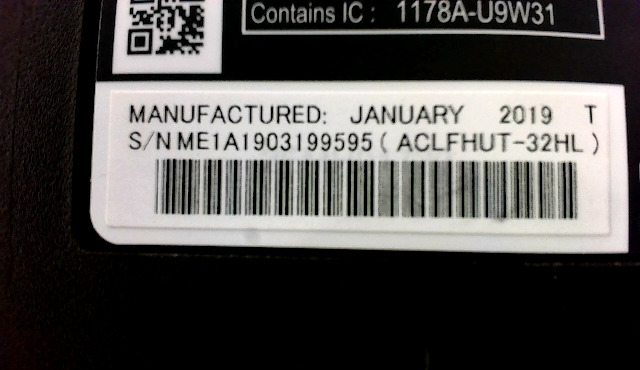 Contains IC : 1178A-U9W31
MANUFACTURED: JANUARY 2019 T
S/N ME1A1903199595 ( ACLFHUT-32HL )